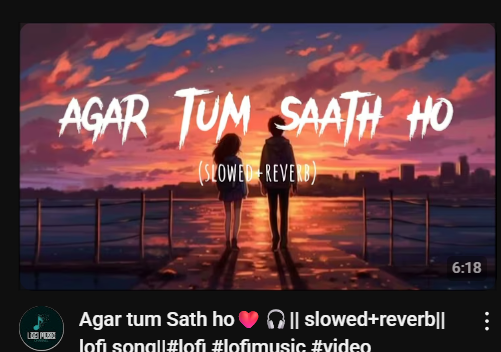 AGAR TUM SAATH HO
(SLOWED+REVERB)
6:18
Agar tum Sath ho❤️ 🎧 || slowed+reverb||
lofi song||#lofi #lofimusic #video